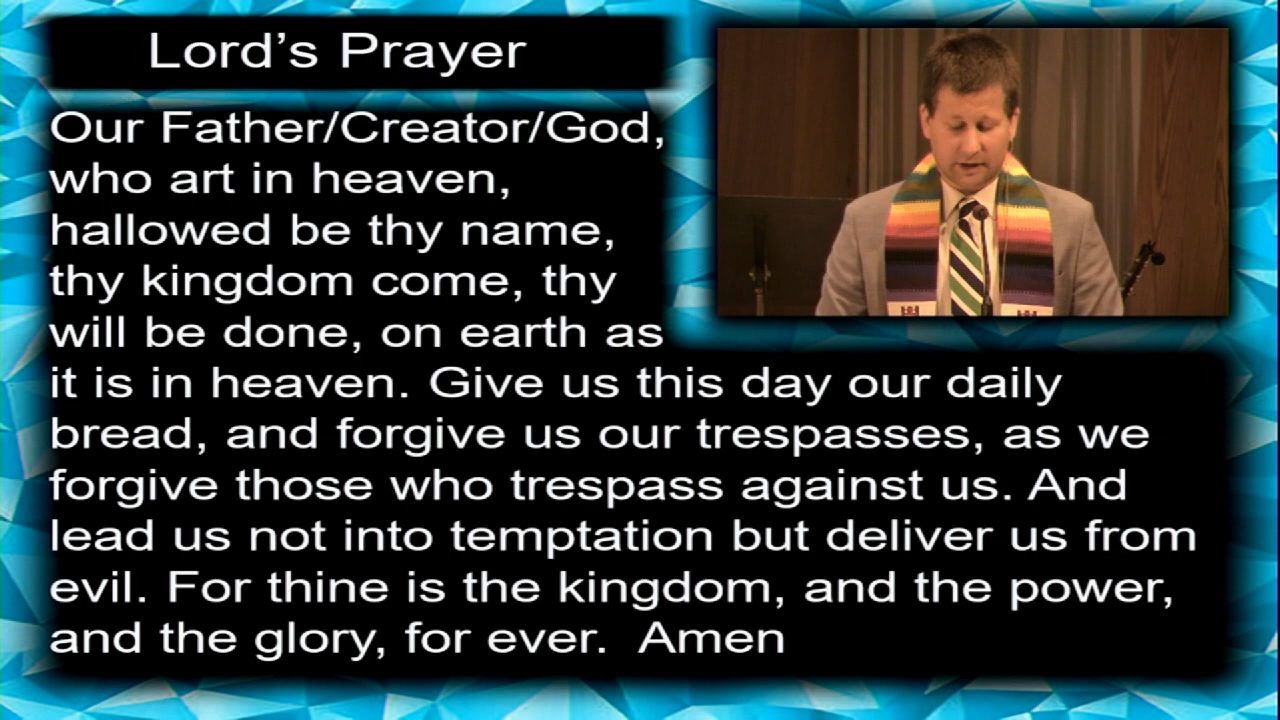 Lord’s Prayer
Our Father/Creator/God,
who art in heaven,
hallowed be thy name,
thy kingdom come, thy
will be done, on earth as
it is in heaven. Give us this day our daily
bread, and forgive us our trespasses, as we
forgive those who trespass against us. And
lead us not into temptation but deliver us from
evil. For thine is the kingdom, and the power,
and the glory, for ever.  Amen